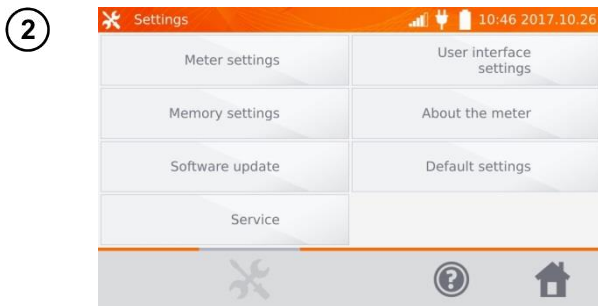 2
Settings
10:46 2017.10.26
Meter settings
User interface
settings
Memory settings
About the meter
Software update
Default settings
Service
?